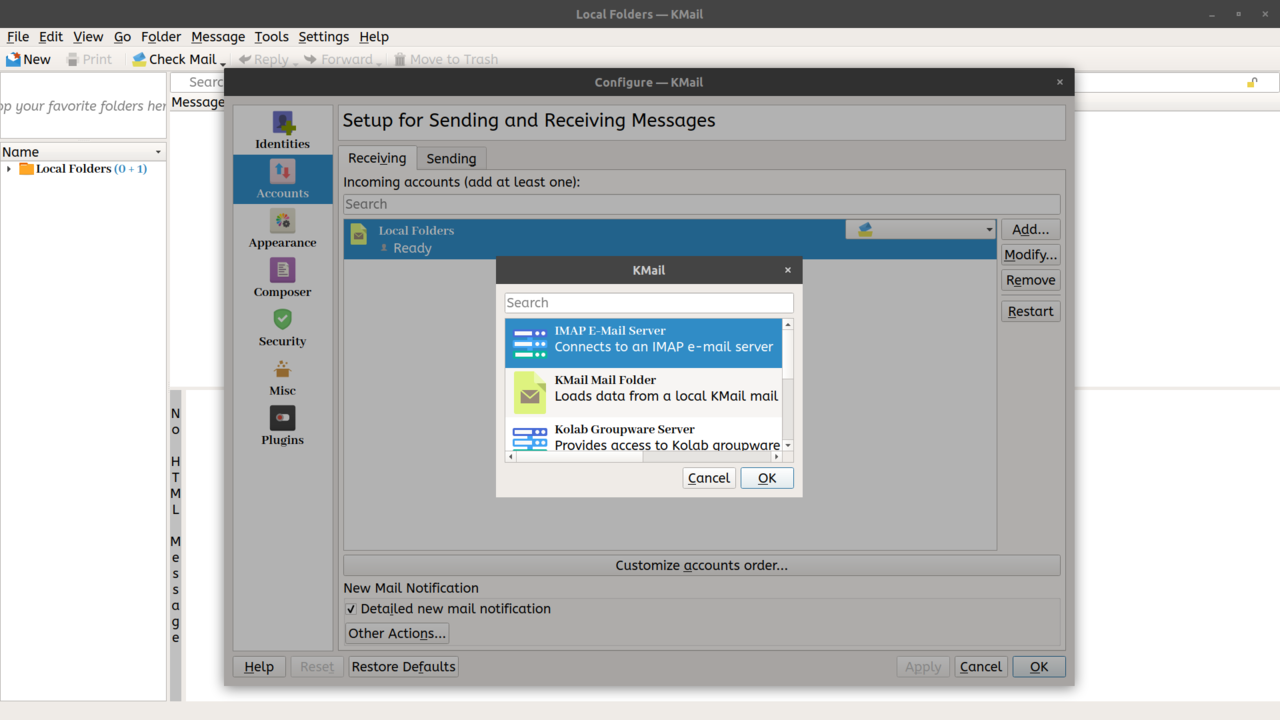 Local Folders — KMail
File Edit View Go Folder Message Tools Settings Help
New Print Check Mail Reply Forward Move to Trash
Configure — KMail
op your favorite folders her
Message
Name
Local Folders (0 + 1)
No HTML Message
Identities
Accounts
Appearance
Composer
Security
Misc
Plugins
Setup for Sending and Receiving Messages
Receiving Sending
Incoming accounts (add at least one):
Search
Local Folders
Ready
Add...
Modify...
Remove
Restart
KMail
Search
IMAP E-Mail Server
Connects to an IMAP e-mail server
KMail Mail Folder
Loads data from a local KMail mail
Kolab Groupware Server
Provides access to Kolab groupware
Cancel OK
Customize accounts order...
New Mail Notification
Detailed new mail notification
Other Actions...
Help Reset Restore Defaults Apply Cancel OK